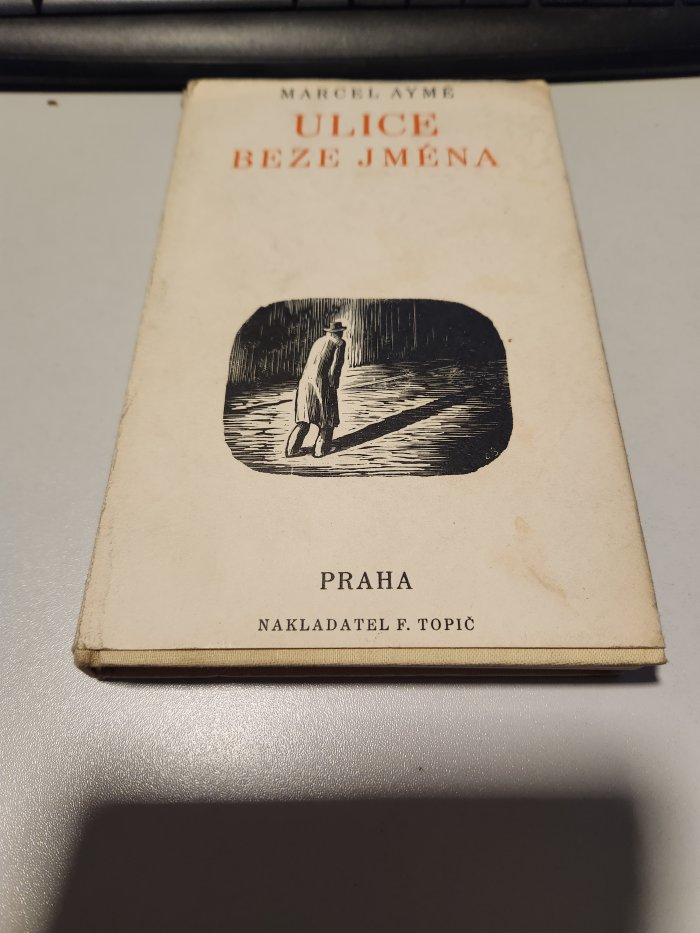 MARCEL AYMÉ
ULICE
BEZE JMÉNA
PRAHA
NAKLADATEL F. TOPIČ